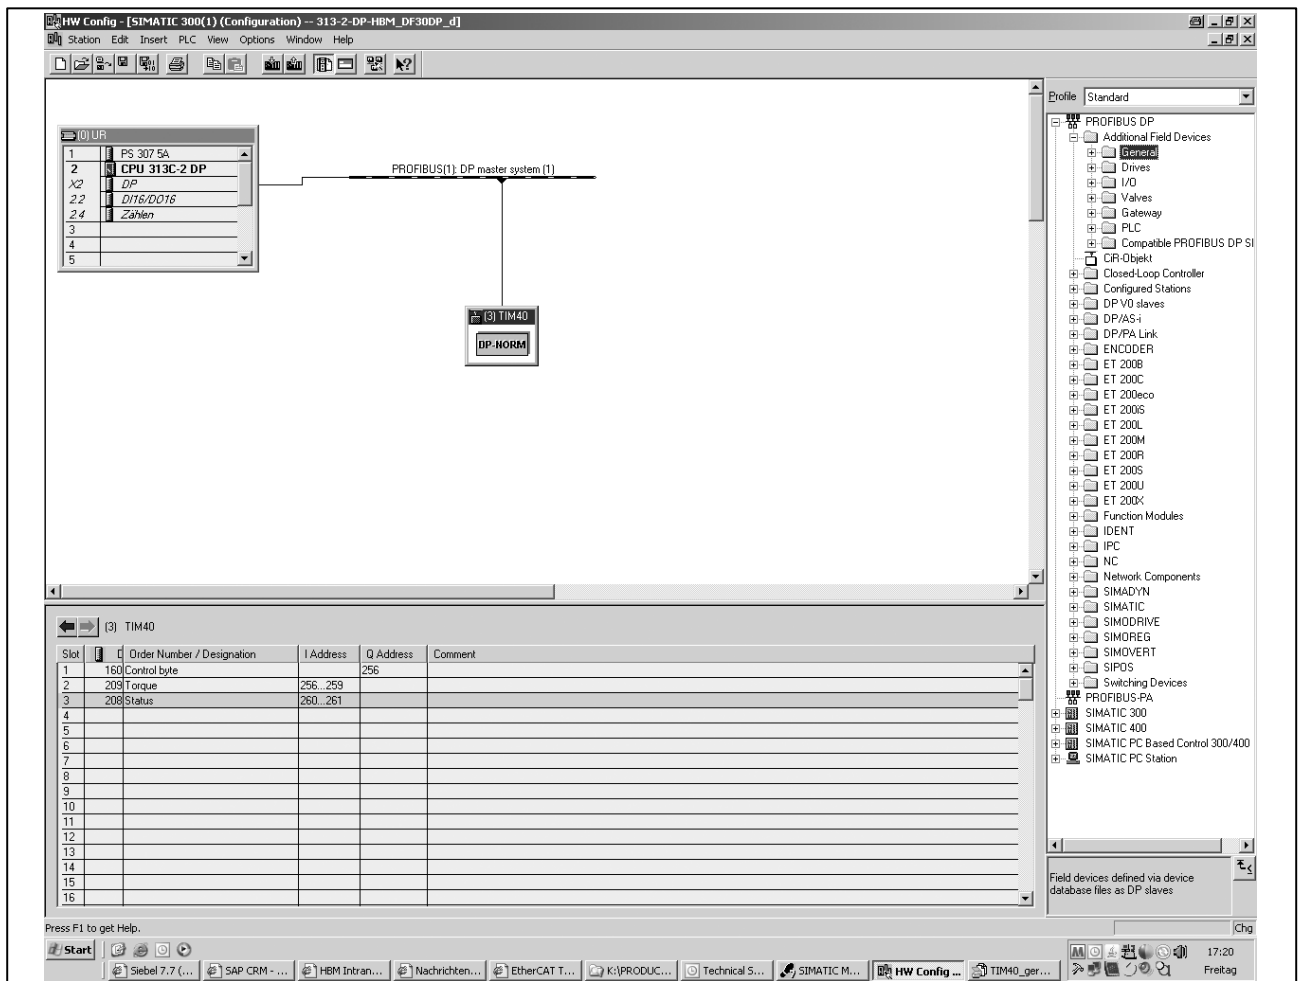 HW Config - [SIMATIC 300(1) (Configuration) -- 313-2-DP-HBM_DF30DP_d]
Station Edit Insert PLC View Options Window Help
(0) UR
1 PS 307 5A
2 CPU 313C-2 DP
X2 DP
2.2 DI16/DO16
2.4 Zählen
3
4
5
PROFIBUS(1): DP master system (1)
(3) TIM40
DP-NORM
Profile Standard
PROFIBUS DP
Additional Field Devices
General
Drives
I/O
Valves
Gateway
PLC
Compatible PROFIBUS DP Sl
CiR-Objekt
Closed-Loop Controller
Configured Stations
DP V0 slaves
DP/AS-i
DP/PA Link
ENCODER
ET 200B
ET 200C
ET 200eco
ET 200iS
ET 200L
ET 200M
ET 200R
ET 200S
ET 200U
ET 200X
Function Modules
IDENT
IPC
NC
Network Components
SIMADYN
SIMATIC
SIMODRIVE
SIMOREG
SIMOVERT
SIPOS
Switching Devices
PROFIBUS-PA
SIMATIC 300
SIMATIC 400
SIMATIC PC Based Control 300/400
SIMATIC PC Station
Field devices defined via device
database files as DP slaves
(3) TIM40
Slot Order Number / Designation I Address Q Address Comment
1 160 Control byte 256
2 209 Torque 256...259
3 208 Status 260...261
4
5
6
7
8
9
10
11
12
13
14
15
16
Press F1 to get Help.
Chg
Start
17:20
Siebel 7.7 (... SAP CRM - ... HBM Intran... Nachrichten... EtherCAT T... K:\PRODUC... Technical S... SIMATIC M... HW Config ... TIM40_ger...
Freitag